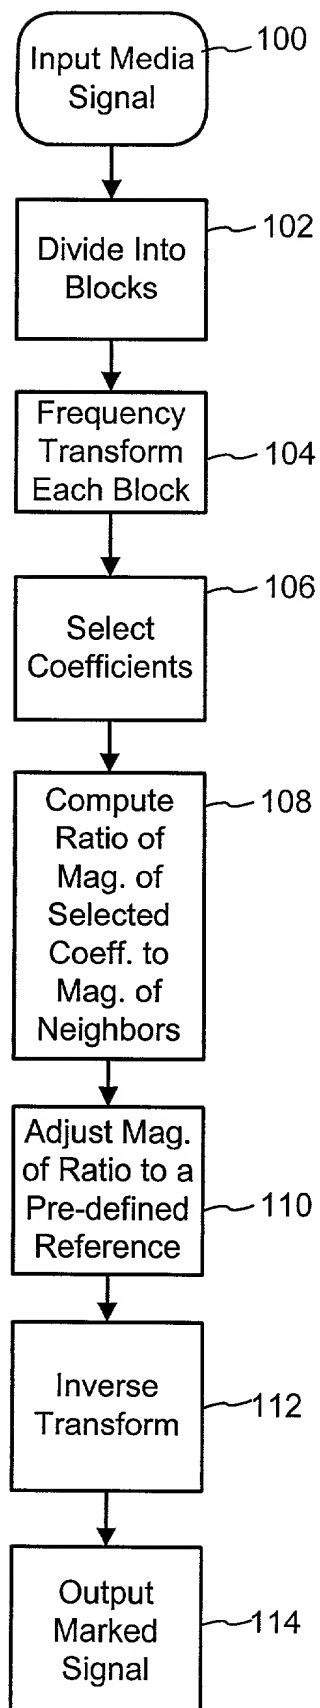 Input Media
Signal
100
Divide Into
Blocks
102
Frequency
Transform
Each Block
104
Select
Coefficients
106
Compute
Ratio of
Mag. of
Selected
Coeff. to
Mag. of
Neighbors
108
Adjust Mag.
of Ratio to a
Pre-defined
Reference
110
Inverse
Transform
112
Output
Marked
Signal
114